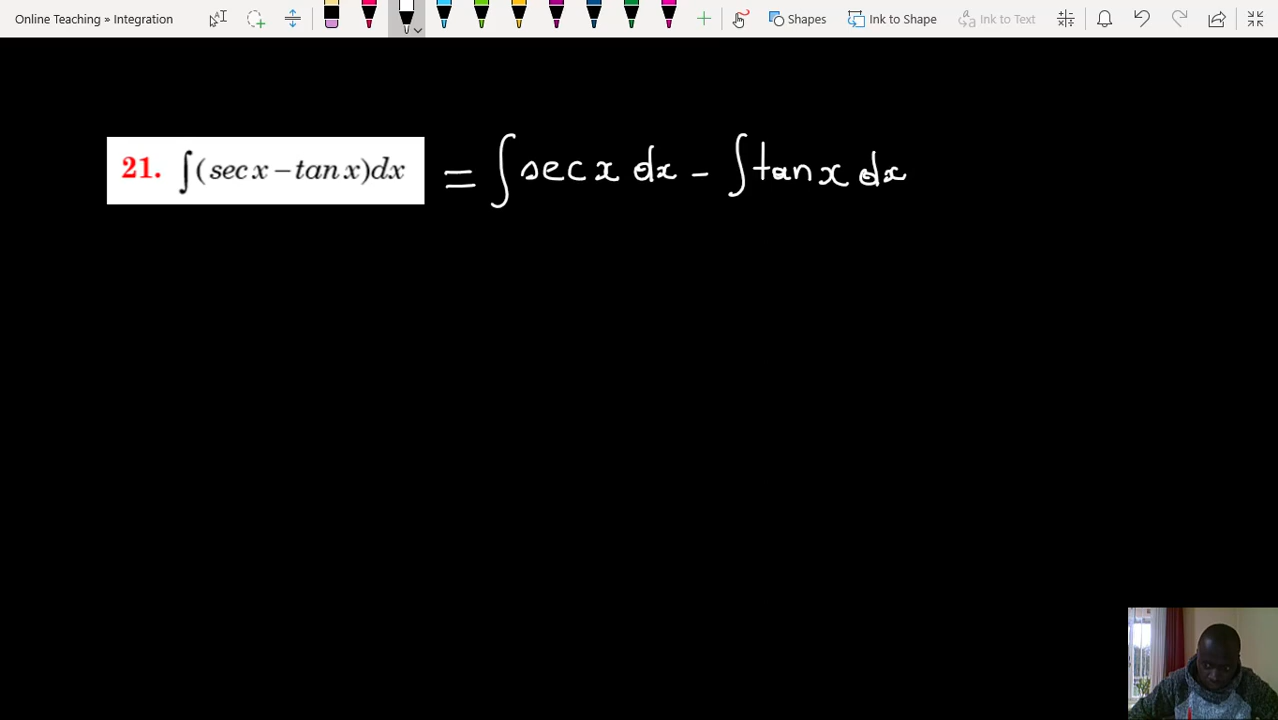 Online Teaching » Integration
Shapes
Ink to Shape
Ink to Text
21. ∫(sec x − tan x)dx = ∫sec x dx − ∫tan x dx